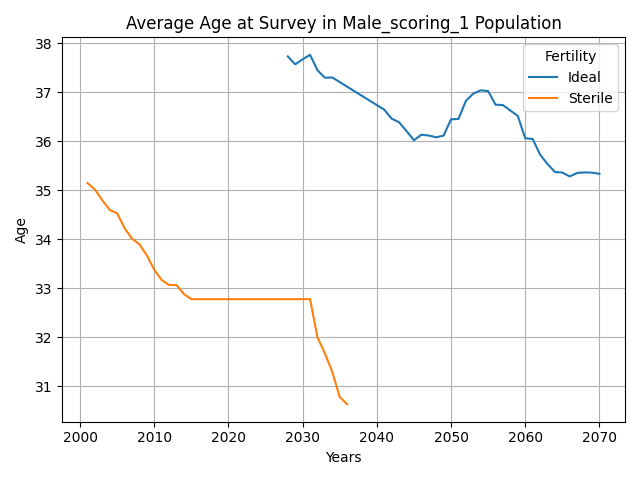 Average Age at Survey in Male_scoring_1 Population
Fertility
Ideal
Sterile
Age
38
37
36
35
34
33
32
31
2000 2010 2020 2030 2040 2050 2060 2070
Years